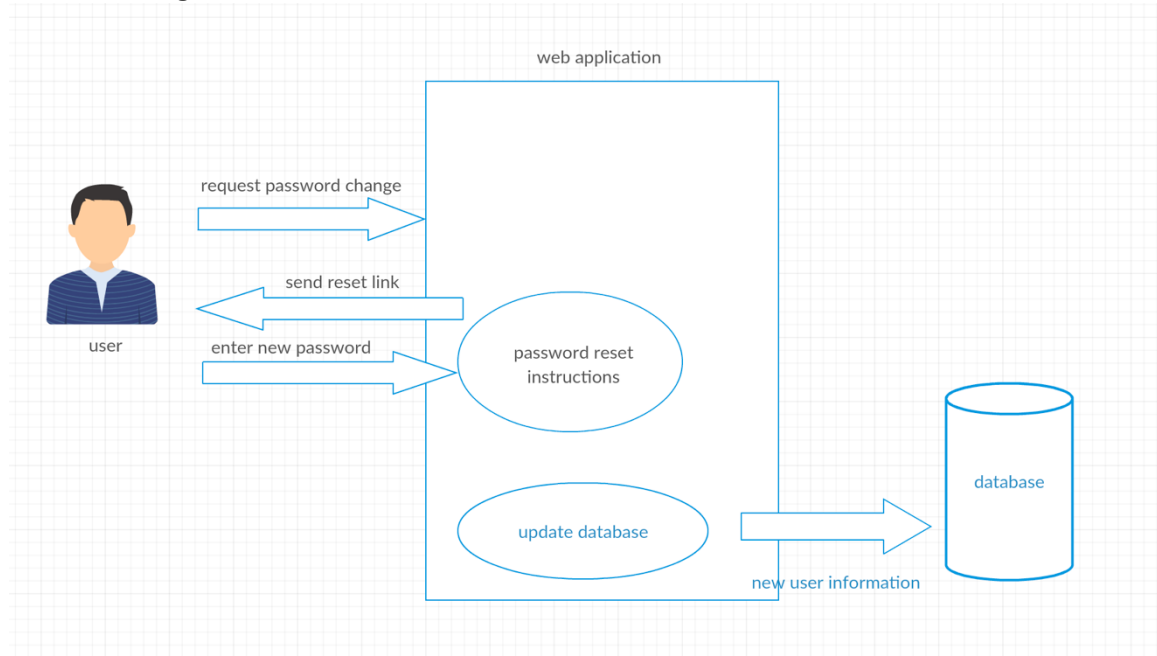 web application
request password change
send reset link
user
enter new password
password reset
instructions
database
update database
new user information